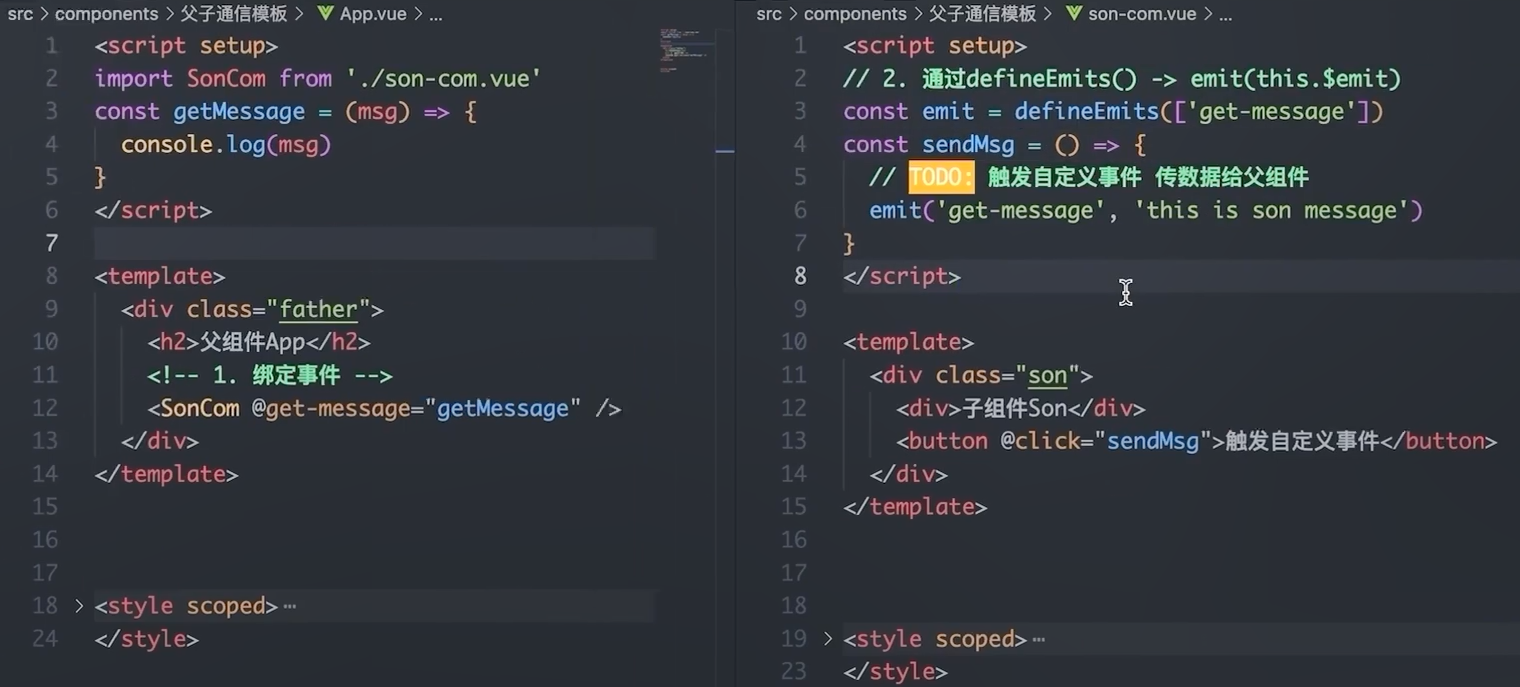 src > components > 父子通信模板 > App.vue > ...
1 <script setup>
2 import SonCom from './son-com.vue'
3 const getMessage = (msg) => {
4 console.log(msg)
5 }
6 </script>
7
8 <template>
9 <div class="father">
10 <h2>父组件App</h2>
11 <!-- 1. 绑定事件 -->
12 <SonCom @get-message="getMessage" />
13 </div>
14 </template>
15
16
17
18 > <style scoped>⋯
24 </style>
src > components > 父子通信模板 > son-com.vue > ...
1 <script setup>
2 // 2. 通过defineEmits() -> emit(this.$emit)
3 const emit = defineEmits(['get-message'])
4 const sendMsg = () => {
5 // TODO: 触发自定义事件 传数据给父组件
6 emit('get-message', 'this is son message')
7 }
8 </script>
9
10 <template>
11 <div class="son">
12 <div>子组件Son</div>
13 <button @click="sendMsg">触发自定义事件</button>
14 </div>
15 </template>
16
17
18
19 > <style scoped>⋯
23 </style>